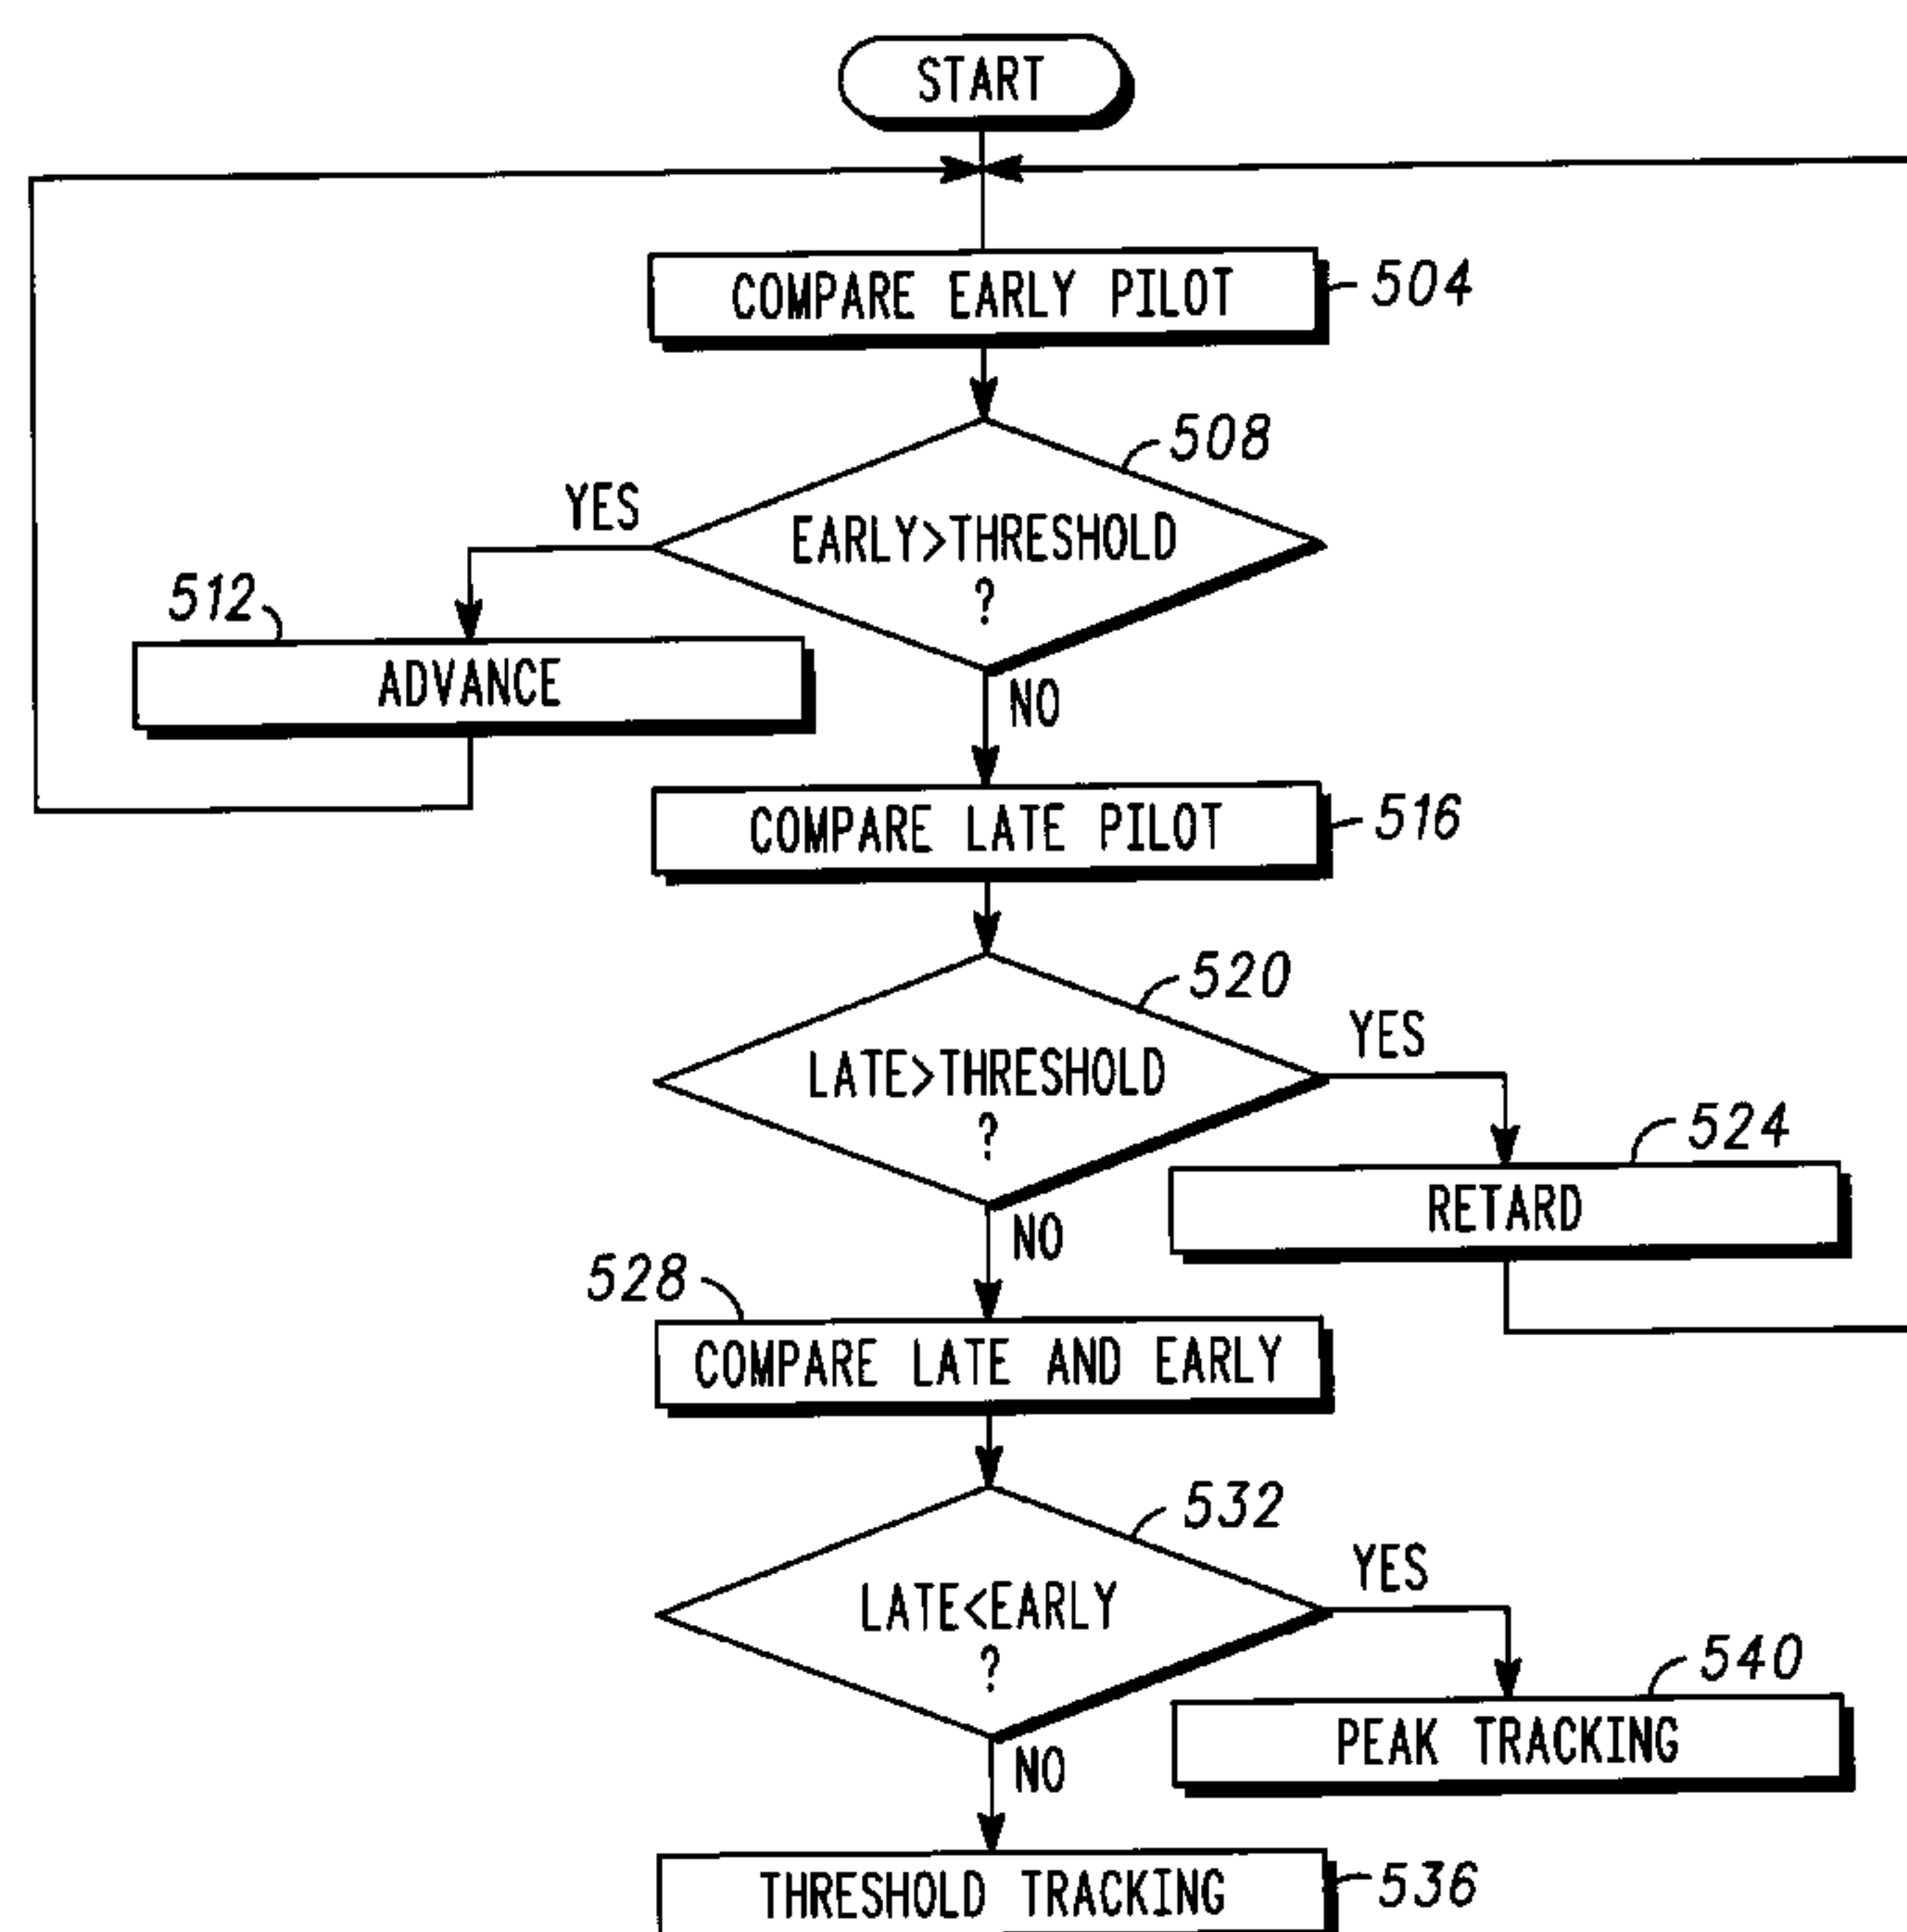 START
COMPARE EARLY PILOT
504
508
YES
EARLY>THRESHOLD
?
512
ADVANCE
NO
COMPARE LATE PILOT
516
520
YES
LATE>THRESHOLD
?
524
RETARD
NO
528
COMPARE LATE AND EARLY
532
YES
LATE<EARLY
?
540
PEAK TRACKING
NO
THRESHOLD TRACKING
536